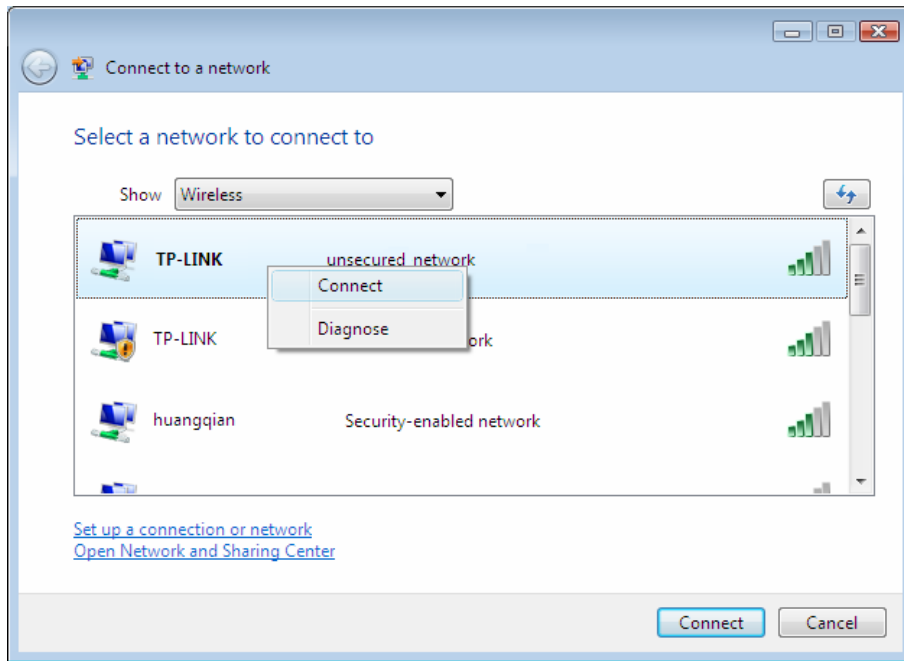 Connect to a network
Select a network to connect to
Show Wireless
TP-LINK unsecured network
Connect
Diagnose
TP-LINK
huangqian Security-enabled network
Set up a connection or network
Open Network and Sharing Center
Connect Cancel